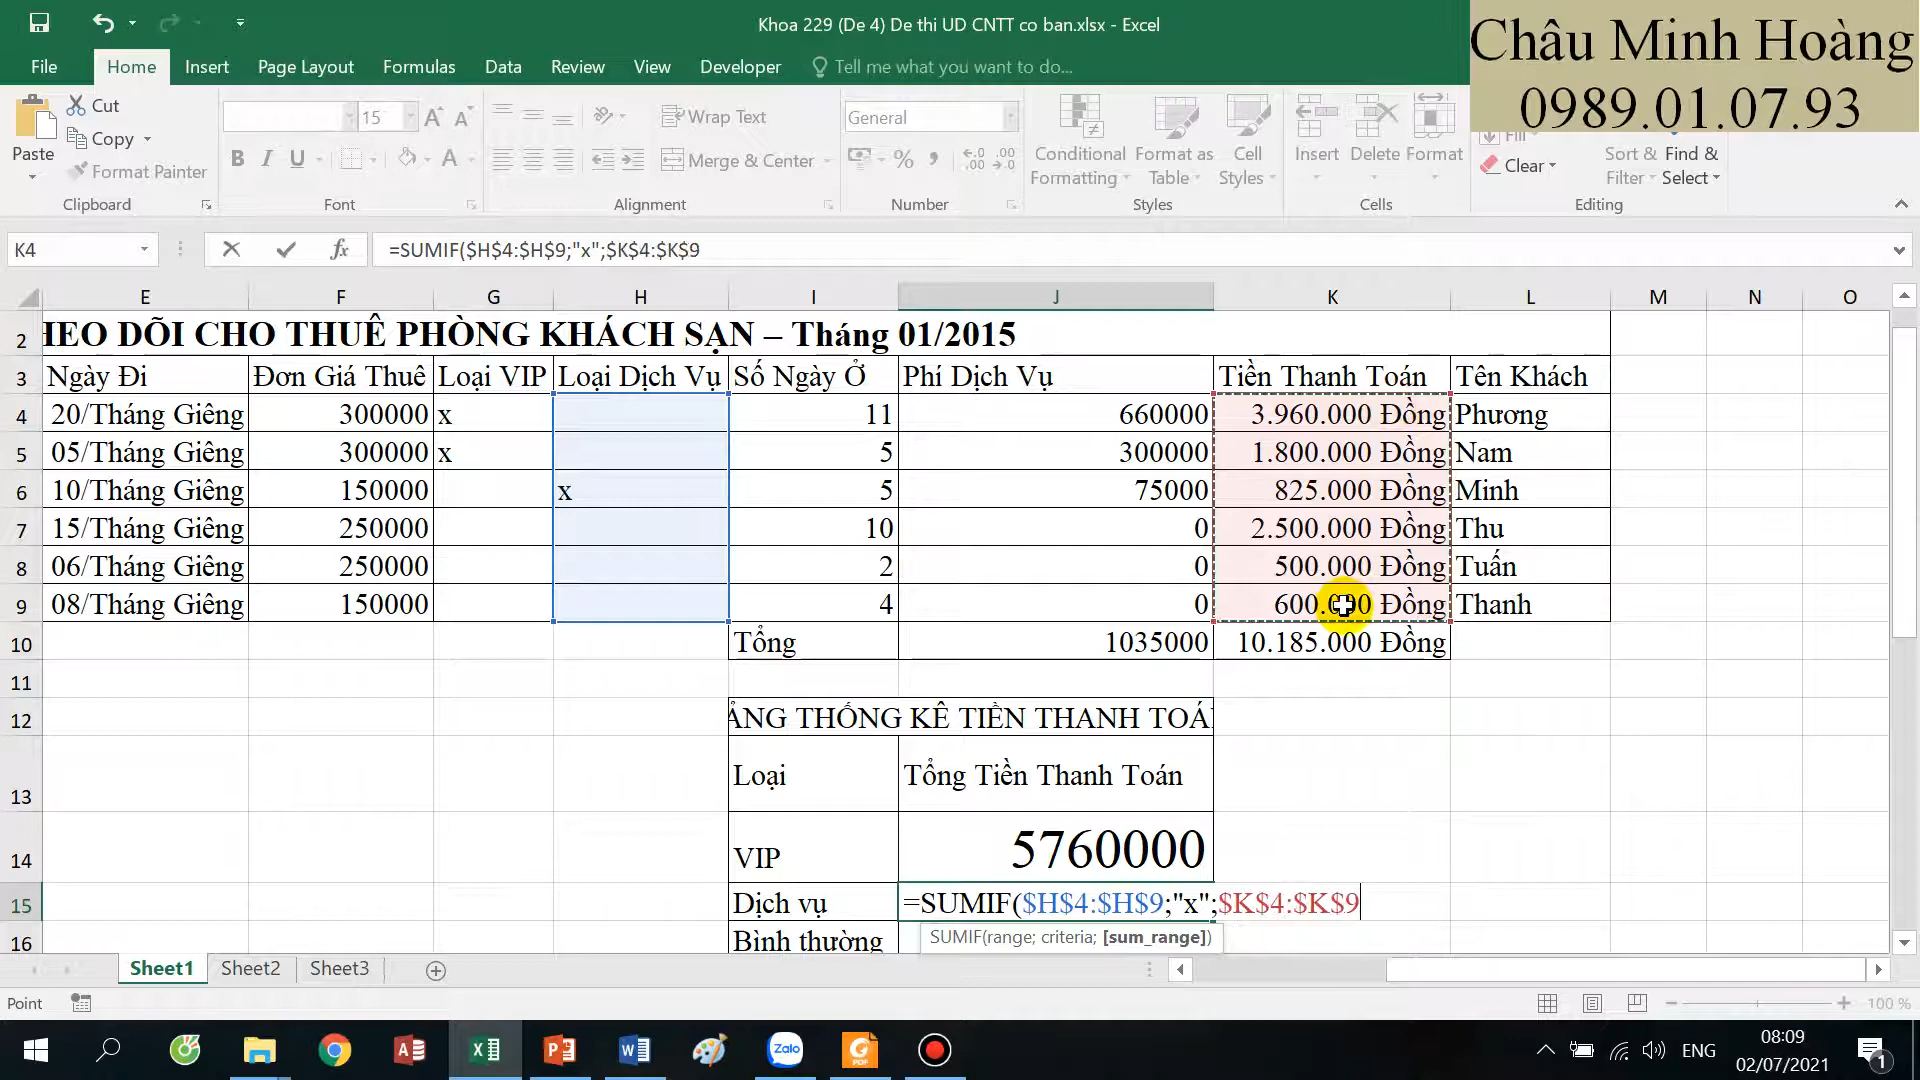 Khoa 229 (De 4) De thi UD CNTT co ban.xlsx - Excel
Châu Minh Hoàng
0989.01.07.93
File Home Insert Page Layout Formulas Data Review View Developer Tell me what you want to do...
Paste Cut Copy Format Painter Clipboard
15 Font
Wrap Text Merge & Center Alignment
General Number
Conditional Formatting Format as Table Cell Styles Styles
Insert Delete Format Cells
Fill Clear Sort & Filter Find & Select Editing
K4 fx =SUMIF($H$4:$H$9;"x";$K$4:$K$9
E F G H I J K L M N O
2 IEO DÕI CHO THUÊ PHÒNG KHÁCH SẠN – Tháng 01/2015
3 Ngày Đi Đơn Giá Thuê Loại VIP Loại Dịch Vụ Số Ngày Ở Phí Dịch Vụ Tiền Thanh Toán Tên Khách
4 20/Tháng Giêng 300000 x 11 660000 3.960.000 Đồng Phương
5 05/Tháng Giêng 300000 x 5 300000 1.800.000 Đồng Nam
6 10/Tháng Giêng 150000 x 5 75000 825.000 Đồng Minh
7 15/Tháng Giêng 250000 10 0 2.500.000 Đồng Thu
8 06/Tháng Giêng 250000 2 0 500.000 Đồng Tuấn
9 08/Tháng Giêng 150000 4 0 600.000 Đồng Thanh
10 Tổng 1035000 10.185.000 Đồng
11
12 ẢNG THỐNG KÊ TIỀN THANH TOÁ
13 Loại Tổng Tiền Thanh Toán
14 VIP 5760000
15 Dịch vụ =SUMIF($H$4:$H$9;"x";$K$4:$K$9
16 Bình thường SUMIF(range; criteria; [sum_range])
Sheet1 Sheet2 Sheet3
Point 100 %
Zalo ENG 08:09
02/07/2021 1